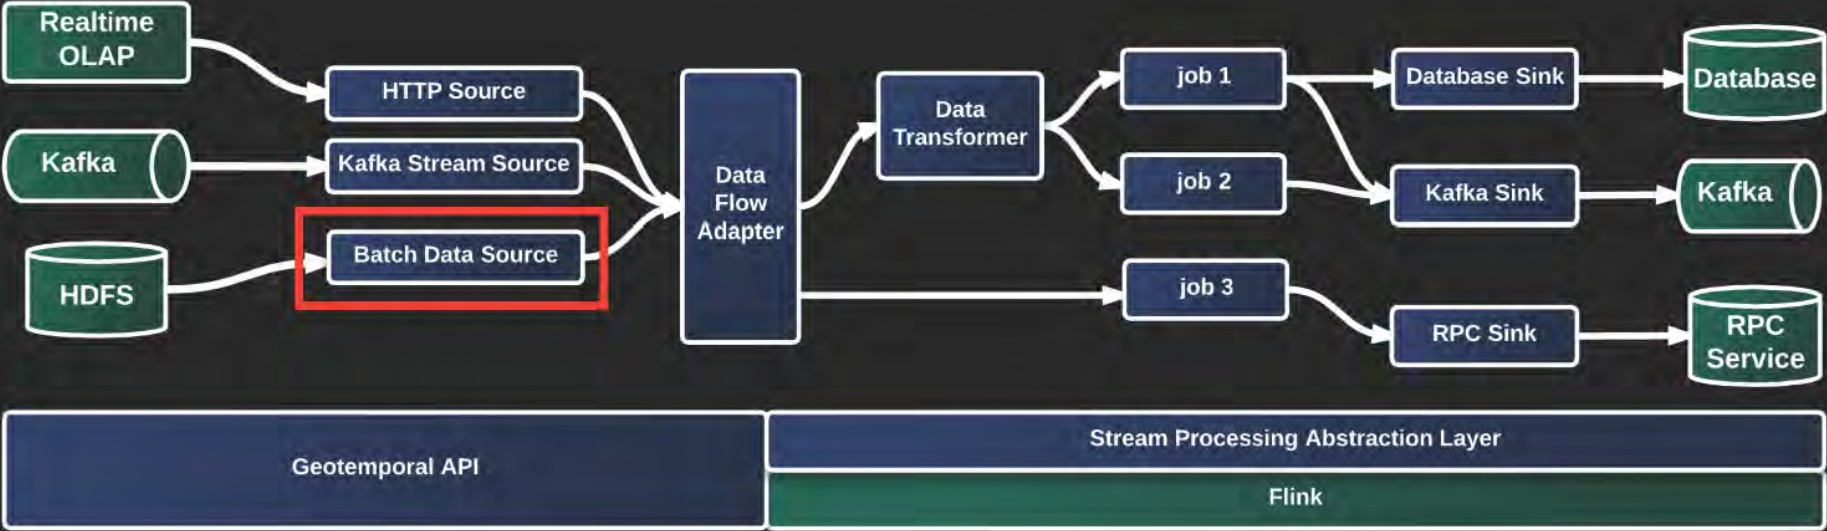 Realtime
OLAP
HTTP Source
Kafka
Kafka Stream Source
HDFS
Batch Data Source
Data
Flow
Adapter
Data
Transformer
job 1
job 2
job 3
Database Sink
Kafka Sink
RPC Sink
Database
Kafka
RPC
Service
Geotemporal API
Stream Processing Abstraction Layer
Flink